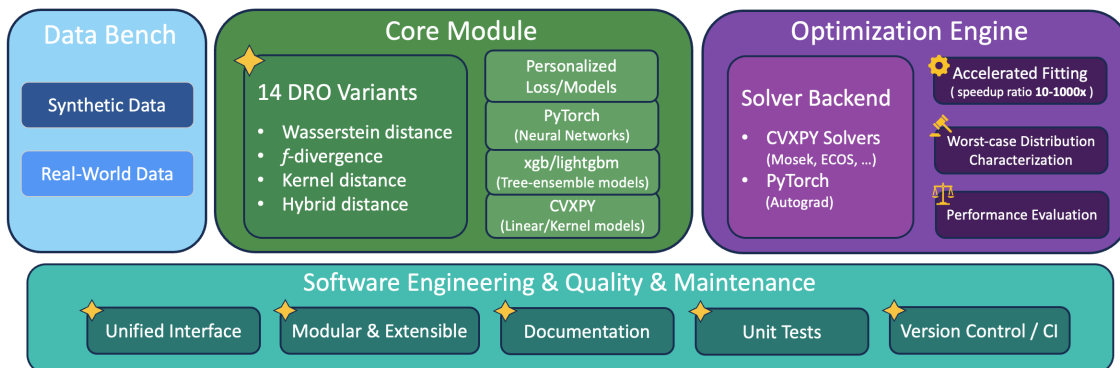 Data Bench
Synthetic Data
Real-World Data
Core Module
14 DRO Variants
• Wasserstein distance
• f-divergence
• Kernel distance
• Hybrid distance
Personalized
Loss/Models
PyTorch
(Neural Networks)
xgb/lightgbm
(Tree-ensemble models)
CVXPY
(Linear/Kernel models)
Optimization Engine
Solver Backend
• CVXPY Solvers
(Mosek, ECOS, ...)
• PyTorch
(Autograd)
Accelerated Fitting
( speedup ratio 10-1000x )
Worst-case Distribution
Characterization
Performance Evaluation
Software Engineering & Quality & Maintenance
Unified Interface
Modular & Extensible
Documentation
Unit Tests
Version Control / CI